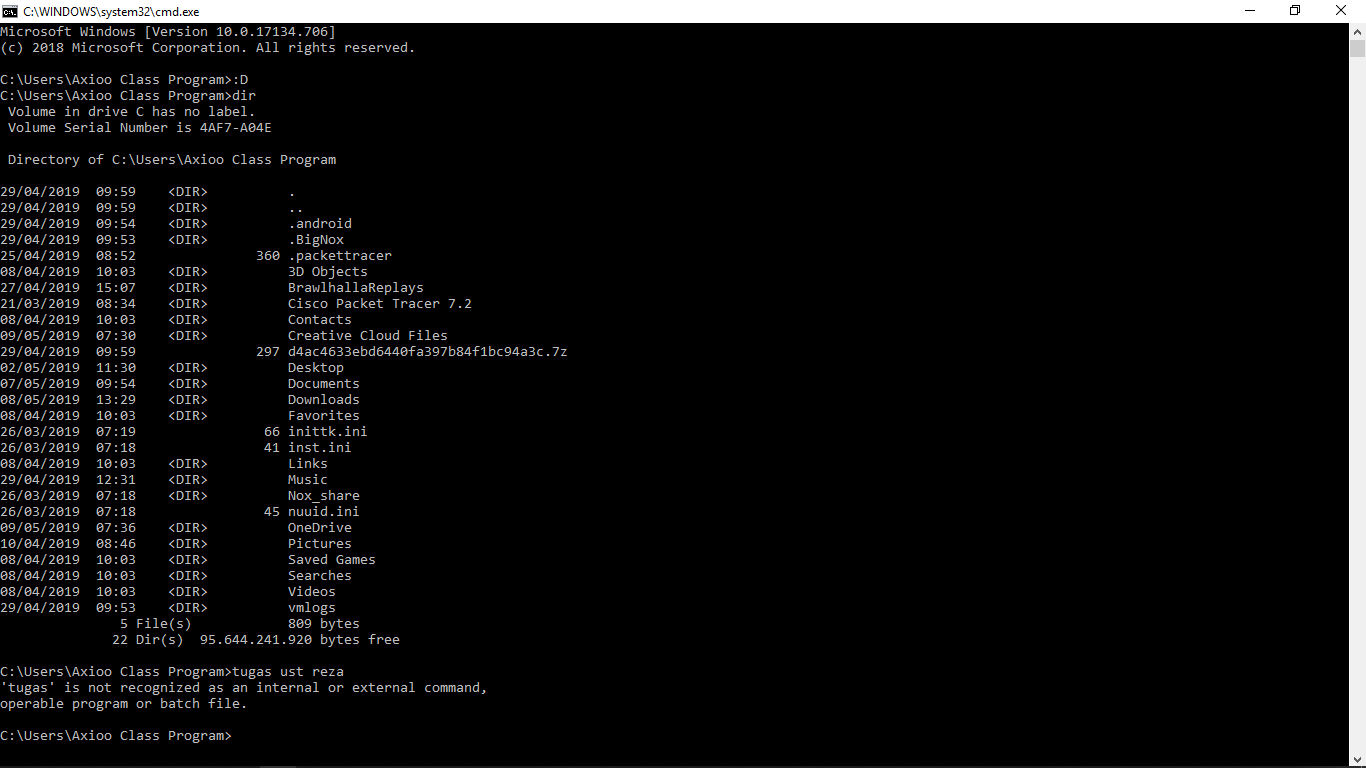 C:\WINDOWS\system32\cmd.exe
Microsoft Windows [Version 10.0.17134.706]
(c) 2018 Microsoft Corporation. All rights reserved.

C:\Users\Axioo Class Program>:D
C:\Users\Axioo Class Program>dir
 Volume in drive C has no label.
 Volume Serial Number is 4AF7-A04E

 Directory of C:\Users\Axioo Class Program

29/04/2019  09:59    <DIR>          .
29/04/2019  09:59    <DIR>          ..
29/04/2019  09:54    <DIR>          .android
29/04/2019  09:53    <DIR>          .BigNox
25/04/2019  08:52               360 .packettracer
08/04/2019  10:03    <DIR>          3D Objects
27/04/2019  15:07    <DIR>          BrawlhallaReplays
21/03/2019  08:34    <DIR>          Cisco Packet Tracer 7.2
08/04/2019  10:03    <DIR>          Contacts
09/05/2019  07:30    <DIR>          Creative Cloud Files
29/04/2019  09:59               297 d4ac4633ebd6440fa397b84f1bc94a3c.7z
02/05/2019  11:30    <DIR>          Desktop
07/05/2019  09:54    <DIR>          Documents
08/05/2019  13:29    <DIR>          Downloads
08/04/2019  10:03    <DIR>          Favorites
26/03/2019  07:19                66 inittk.ini
26/03/2019  07:18                41 inst.ini
08/04/2019  10:03    <DIR>          Links
29/04/2019  12:31    <DIR>          Music
26/03/2019  07:18    <DIR>          Nox_share
26/03/2019  07:18                45 nuuid.ini
09/05/2019  07:36    <DIR>          OneDrive
10/04/2019  08:46    <DIR>          Pictures
08/04/2019  10:03    <DIR>          Saved Games
08/04/2019  10:03    <DIR>          Searches
08/04/2019  10:03    <DIR>          Videos
29/04/2019  09:53    <DIR>          vmlogs
               5 File(s)            809 bytes
              22 Dir(s)  95.644.241.920 bytes free

C:\Users\Axioo Class Program>tugas ust reza
'tugas' is not recognized as an internal or external command,
operable program or batch file.

C:\Users\Axioo Class Program>